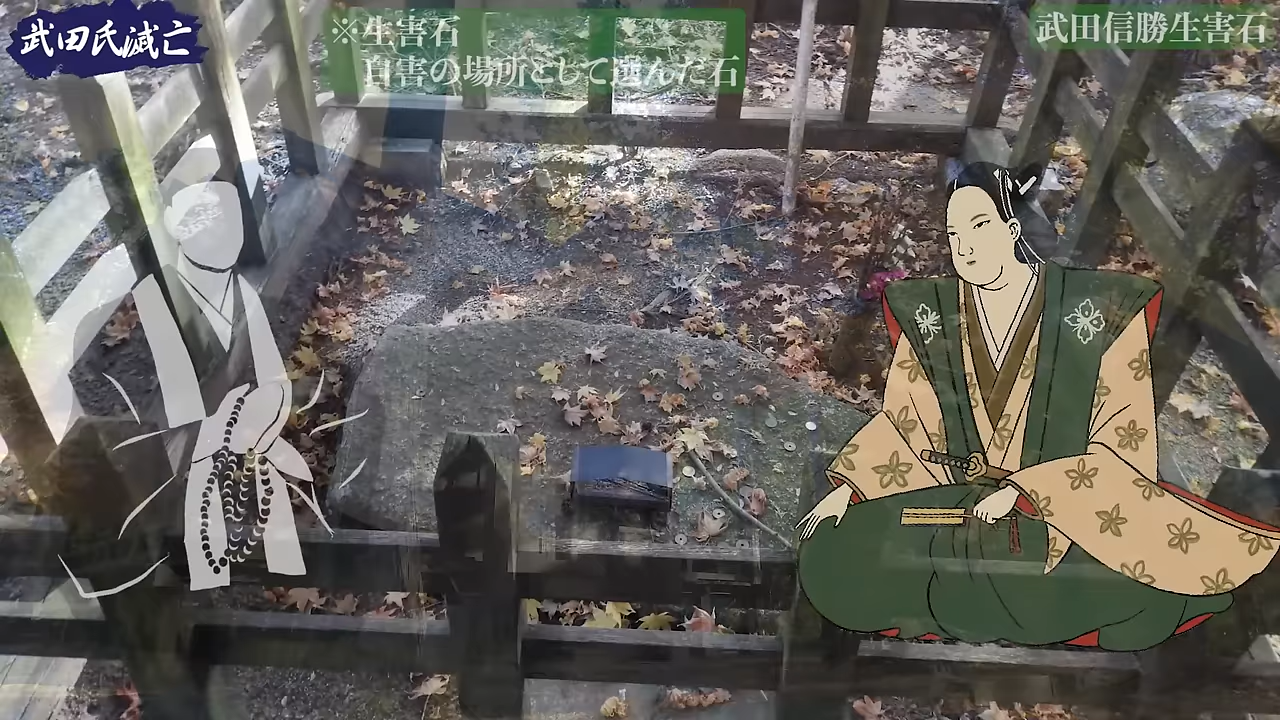 武田氏滅亡
※生害石
自害の場所として選んだ石
武田信勝生害石